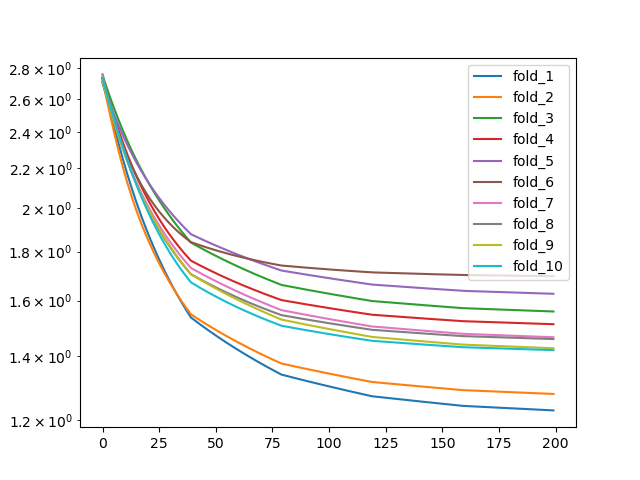 2.8 × 10⁰
2.6 × 10⁰
2.4 × 10⁰
2.2 × 10⁰
2 × 10⁰
1.8 × 10⁰
1.6 × 10⁰
1.4 × 10⁰
1.2 × 10⁰
0 25 50 75 100 125 150 175 200
fold_1
fold_2
fold_3
fold_4
fold_5
fold_6
fold_7
fold_8
fold_9
fold_10